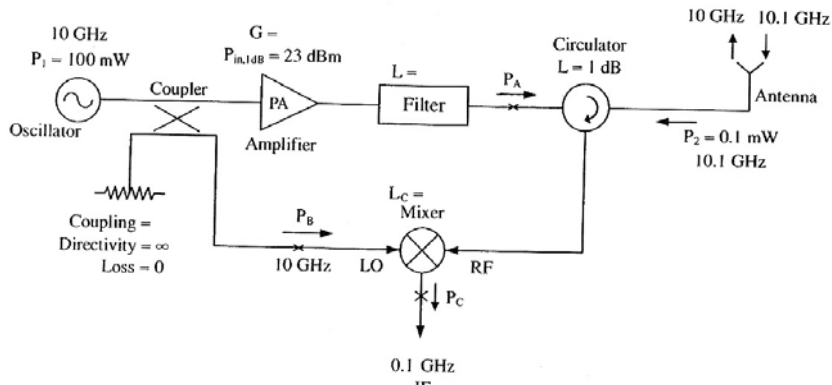 10 GHz
P₁ = 100 mW
Oscillator
Coupler
G =
Pin,1dB = 23 dBm
PA
Amplifier
L =
Filter
PA
Circulator
L = 1 dB
10 GHz
10.1 GHz
Antenna
P₂ = 0.1 mW
10.1 GHz
Coupling =
Directivity = ∞
Loss = 0
PB
10 GHz
LO
LC =
Mixer
RF
PC
0.1 GHz
IF